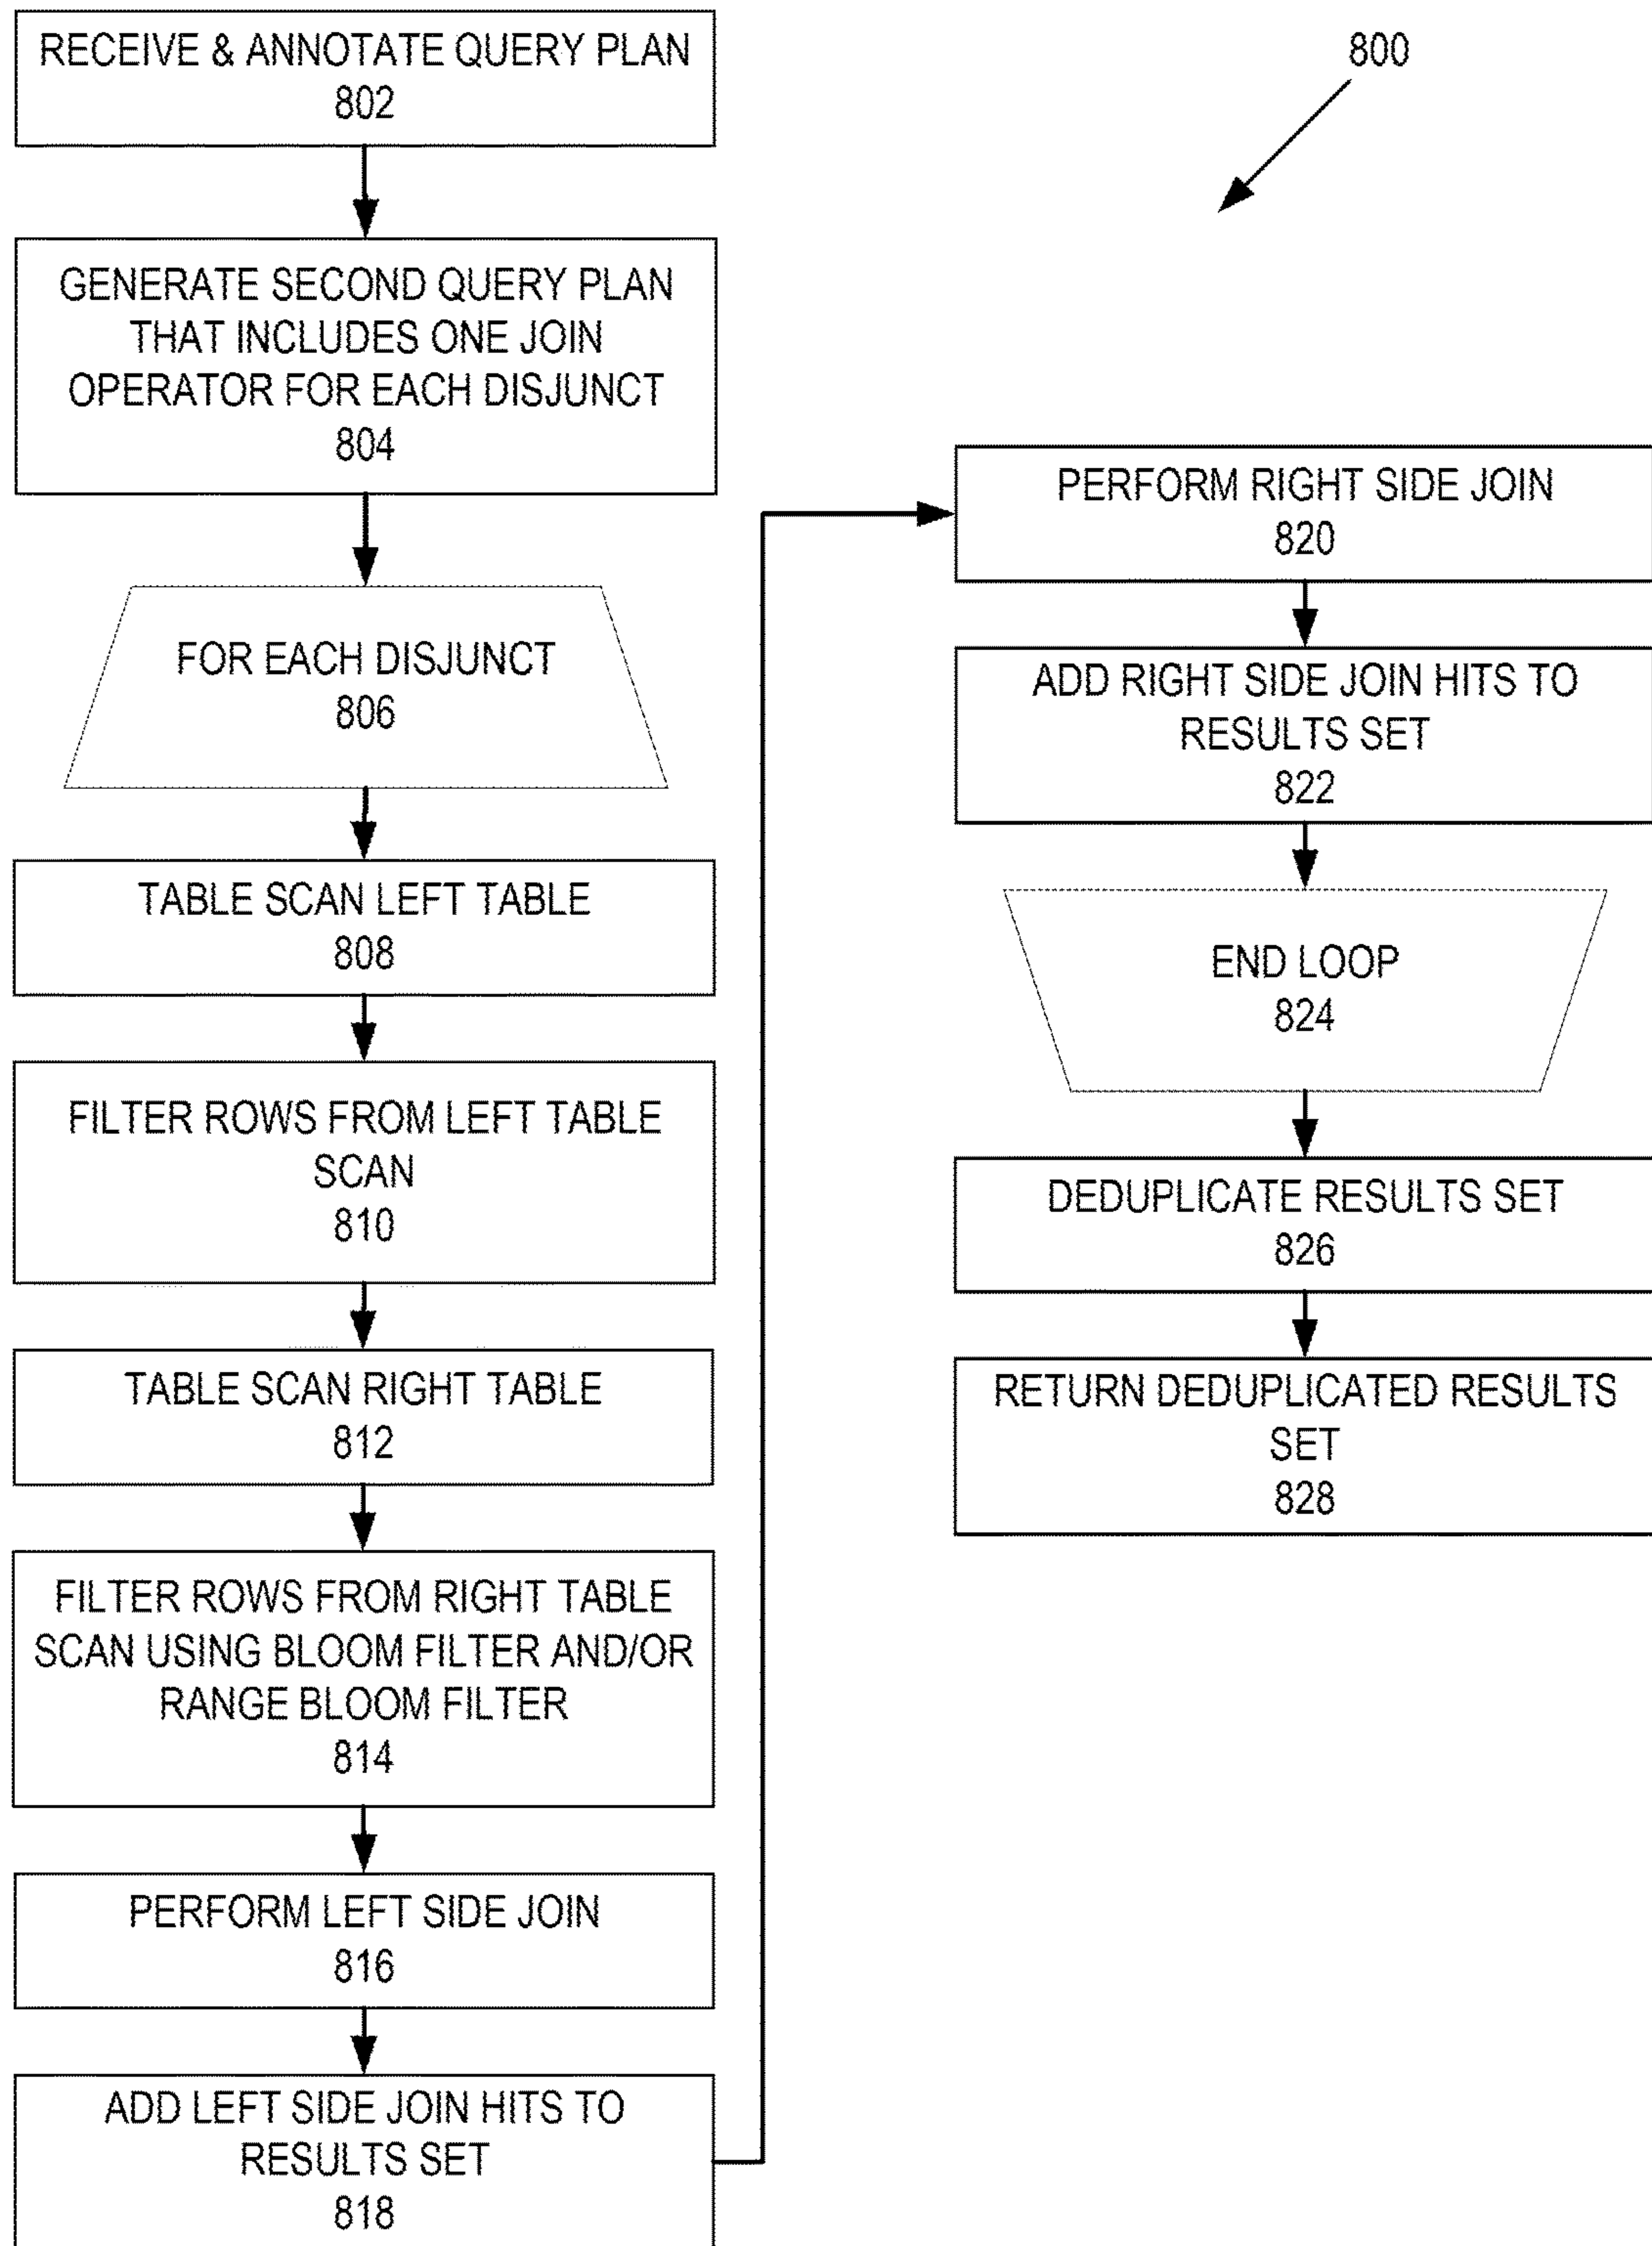 RECEIVE & ANNOTATE QUERY PLAN
802
GENERATE SECOND QUERY PLAN
THAT INCLUDES ONE JOIN
OPERATOR FOR EACH DISJUNCT
804
FOR EACH DISJUNCT
806
TABLE SCAN LEFT TABLE
808
FILTER ROWS FROM LEFT TABLE
SCAN
810
TABLE SCAN RIGHT TABLE
812
FILTER ROWS FROM RIGHT TABLE
SCAN USING BLOOM FILTER AND/OR
RANGE BLOOM FILTER
814
PERFORM LEFT SIDE JOIN
816
ADD LEFT SIDE JOIN HITS TO
RESULTS SET
818
800
PERFORM RIGHT SIDE JOIN
820
ADD RIGHT SIDE JOIN HITS TO
RESULTS SET
822
END LOOP
824
DEDUPLICATE RESULTS SET
826
RETURN DEDUPLICATED RESULTS
SET
828